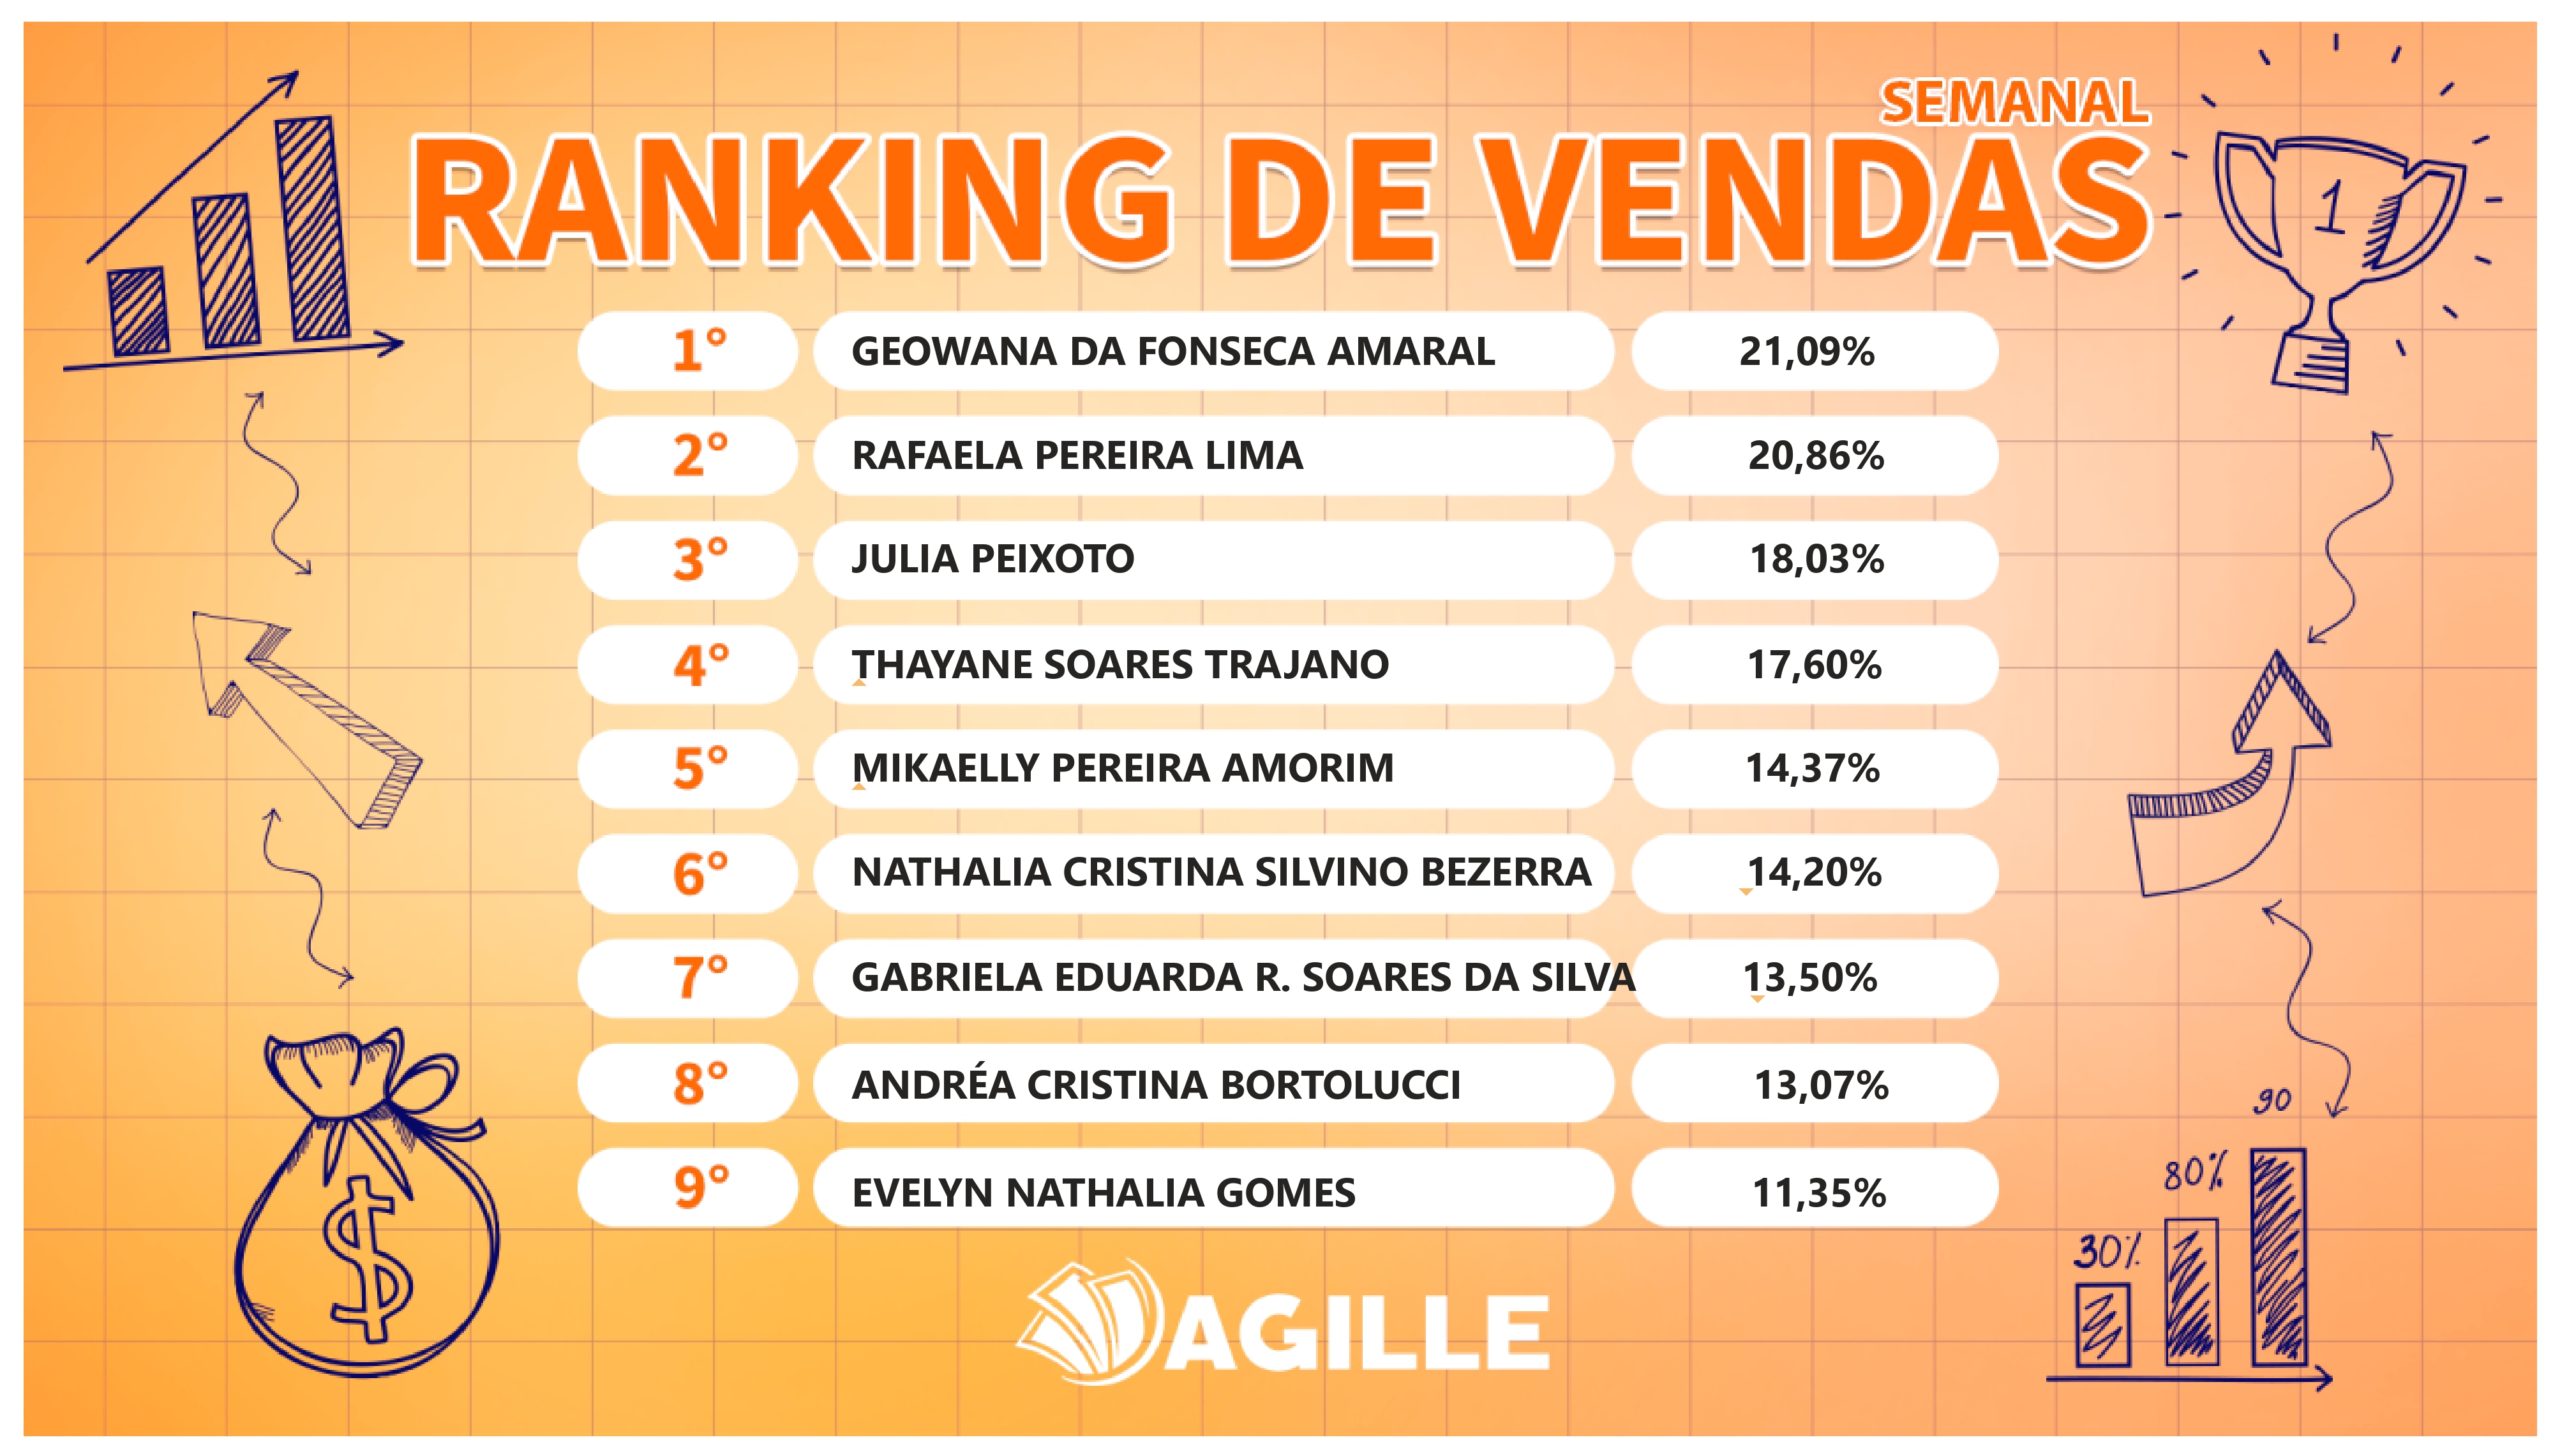 SEMANAL
RANKING DE VENDAS
1
1° GEOWANA DA FONSECA AMARAL 21,09%
2° RAFAELA PEREIRA LIMA 20,86%
3° JULIA PEIXOTO 18,03%
4° THAYANE SOARES TRAJANO 17,60%
5° MIKAELLY PEREIRA AMORIM 14,37%
6° NATHALIA CRISTINA SILVINO BEZERRA 14,20%
7° GABRIELA EDUARDA R. SOARES DA SILVA 13,50%
8° ANDRÉA CRISTINA BORTOLUCCI 13,07%
9° EVELYN NATHALIA GOMES 11,35%
$
90
80%
30%
AGILLE